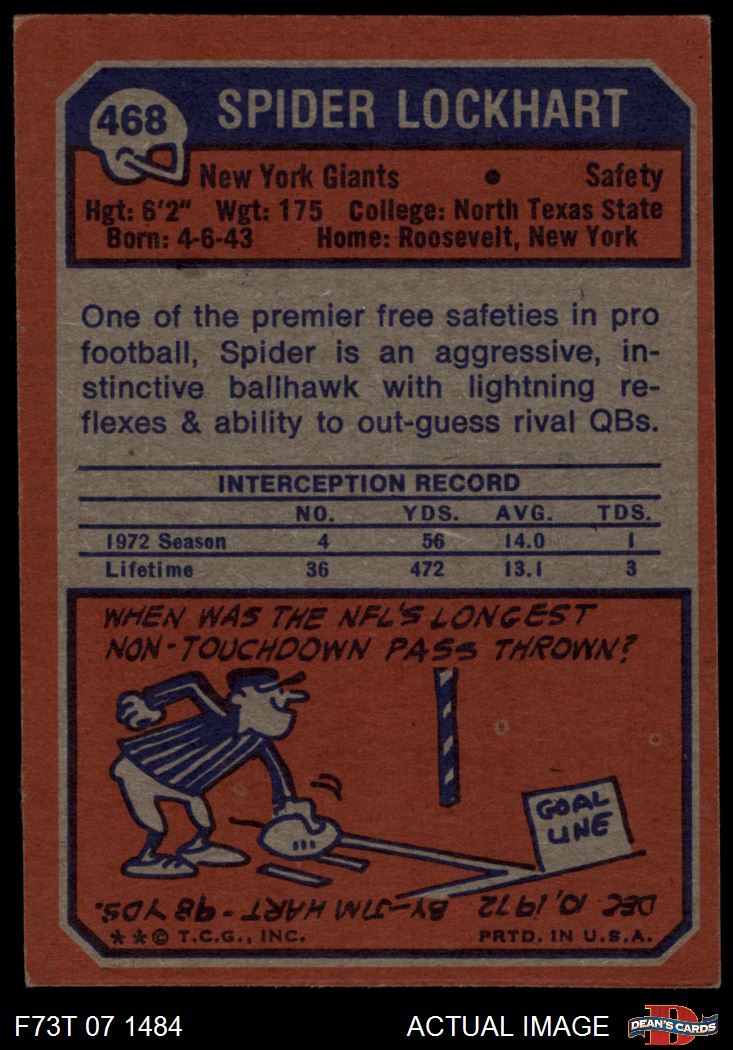 468
SPIDER LOCKHART
New York Giants • Safety
Hgt: 6'2" Wgt: 175 College: North Texas State
Born: 4-6-43 Home: Roosevelt, New York
One of the premier free safeties in pro
football, Spider is an aggressive, in-
stinctive ballhawk with lightning re-
flexes & ability to out-guess rival QBs.
INTERCEPTION RECORD
NO. YDS. AVG. TDS.
1972 Season 4 56 14.0 1
Lifetime 36 472 13.1 3
WHEN WAS THE NFL'S LONGEST
NON-TOUCHDOWN PASS THROWN?
GOAL
LINE
DEC 10, 1972 BY-JIM HART-98 YDS.
**© T.C.G., INC. PRTD. IN U.S.A.
F73T 07 1484 ACTUAL IMAGE
D
DEAN'S CARDS